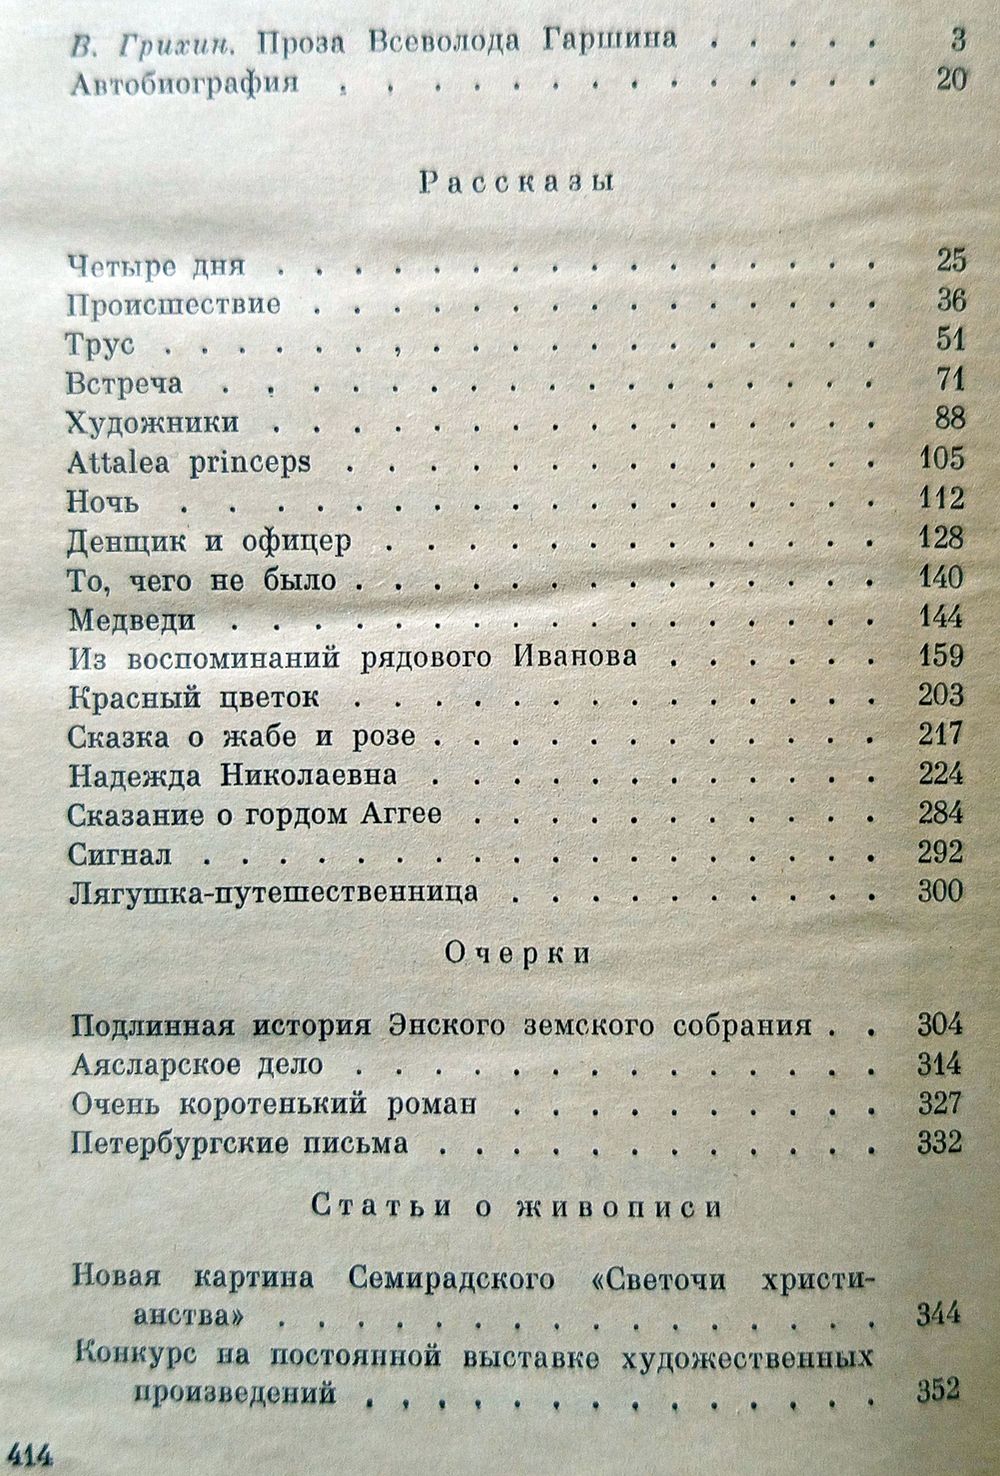 В. Грихин. Проза Всеволода Гаршина . . . . . 3
Автобиография . . . . . . . . . . . . 20
Рассказы
Четыре дня . . . . . . . . . . . . . . 25
Происшествие . . . . . . . . . . . . . 36
Трус . . . . . . . . . . . . . . . . . 51
Встреча . . . . . . . . . . . . . . . 71
Художники . . . . . . . . . . . . . . 88
Attalea princeps . . . . . . . . . . . . 105
Ночь . . . . . . . . . . . . . . . . 112
Денщик и офицер . . . . . . . . . . . 128
То, чего не было . . . . . . . . . . . . 140
Медведи . . . . . . . . . . . . . . . 144
Из воспоминаний рядового Иванова . . . . . . 159
Красный цветок . . . . . . . . . . . . 203
Сказка о жабе и розе . . . . . . . . . . 217
Надежда Николаевна . . . . . . . . . . 224
Сказание о гордом Аггее . . . . . . . . . 284
Сигнал . . . . . . . . . . . . . . . 292
Лягушка-путешественница . . . . . . . . . 300
Очерки
Подлинная история Энского земского собрания . . 304
Аясларское дело . . . . . . . . . . . . 314
Очень коротенький роман . . . . . . . . . 327
Петербургские письма . . . . . . . . . . 332
Статьи о живописи
Новая картина Семирадского «Светочи христи-
анства» . . . . . . . . . . . . . . 344
Конкурс на постоянной выставке художественных
произведений . . . . . . . . . . . . 352
414